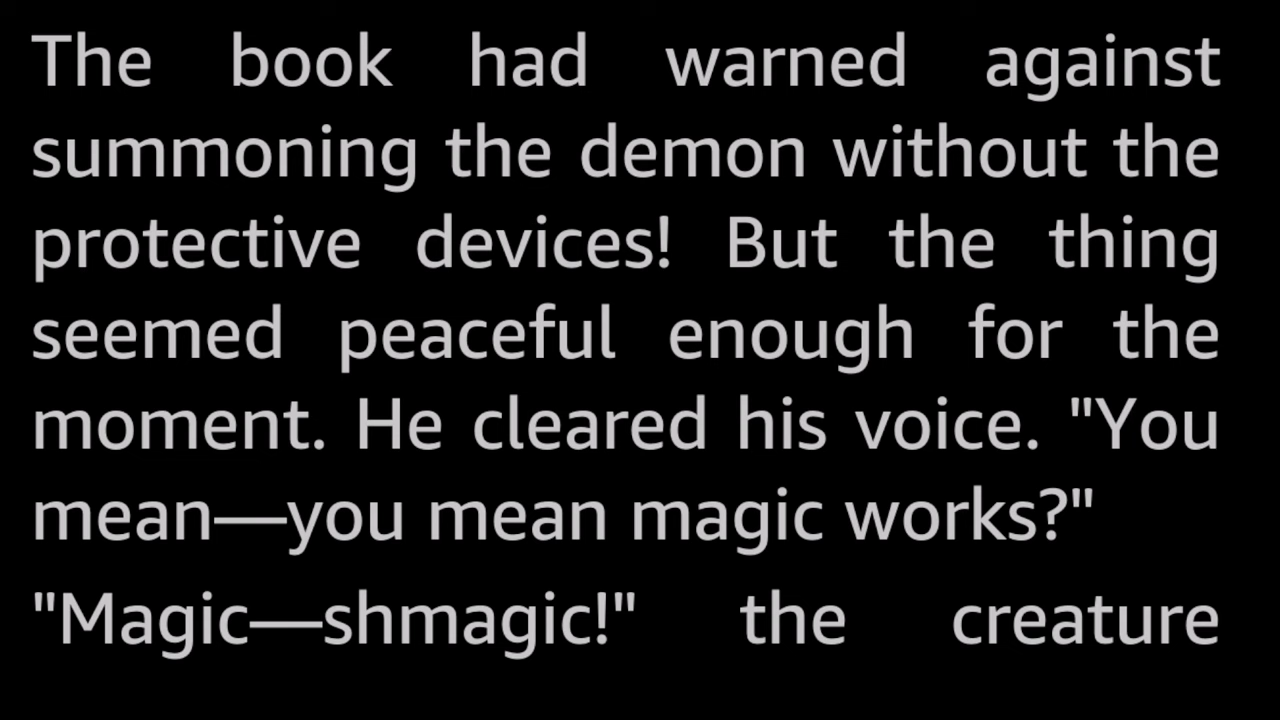 The book had warned against
summoning the demon without the
protective devices! But the thing
seemed peaceful enough for the
moment. He cleared his voice. "You
mean—you mean magic works?"
"Magic—shmagic!" the creature